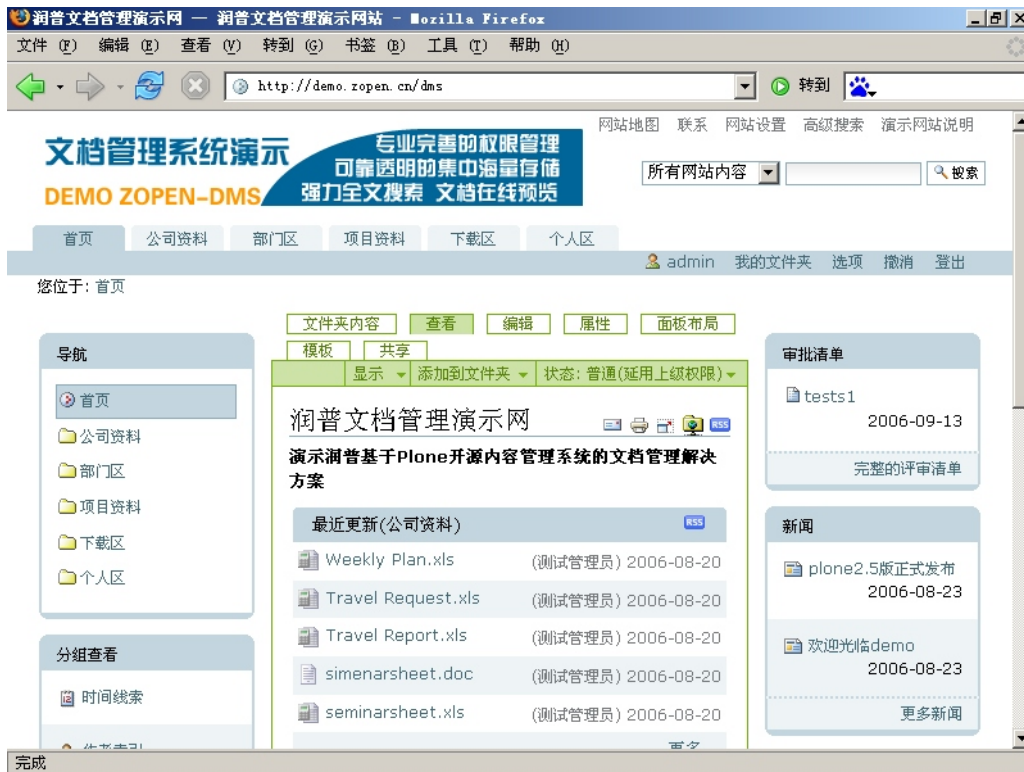 润普文档管理演示网 — 润普文档管理演示网站 - Mozilla Firefox
文件 (F) 编辑 (E) 查看 (V) 转到 (G) 书签 (B) 工具 (T) 帮助 (H)
http://demo.zopen.cn/dms
转到
网站地图 联系 网站设置 高级搜索 演示网站说明
文档管理系统演示
DEMO ZOPEN-DMS
专业完善的权限管理
可靠透明的集中海量存储
强力全文搜索 文档在线预览
所有网站内容
搜索
首页 公司资料 部门区 项目资料 下载区 个人区
admin 我的文件夹 选项 撤消 登出
您位于: 首页
导航
首页
公司资料
部门区
项目资料
下载区
个人区
分组查看
时间线索
作者索引
文件夹内容 查看 编辑 属性 面板布局
模板 共享
显示 添加到文件夹 状态: 普通(延用上级权限)
润普文档管理演示网
RSS
演示润普基于Plone开源内容管理系统的文档管理解决
方案
最近更新(公司资料)
RSS
Weekly Plan.xls (测试管理员) 2006-08-20
Travel Request.xls (测试管理员) 2006-08-20
Travel Report.xls (测试管理员) 2006-08-20
simenarsheet.doc (测试管理员) 2006-08-20
seminarsheet.xls (测试管理员) 2006-08-20
更多
审批清单
tests1
2006-09-13
完整的评审清单
新闻
plone2.5版正式发布
2006-08-23
欢迎光临demo
2006-08-23
更多新闻
完成